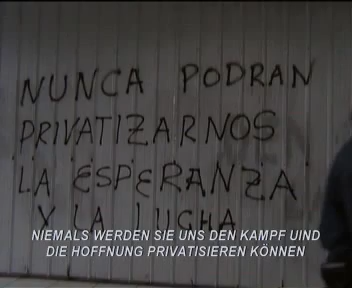 NUNCA PODRAN
PRIVATIZARNOS
LA ESPERANZA
Y LA LUCHA
NIEMALS WERDEN SIE UNS DEN KAMPF UIND
DIE HOFFNUNG PRIVATISIEREN KÖNNEN